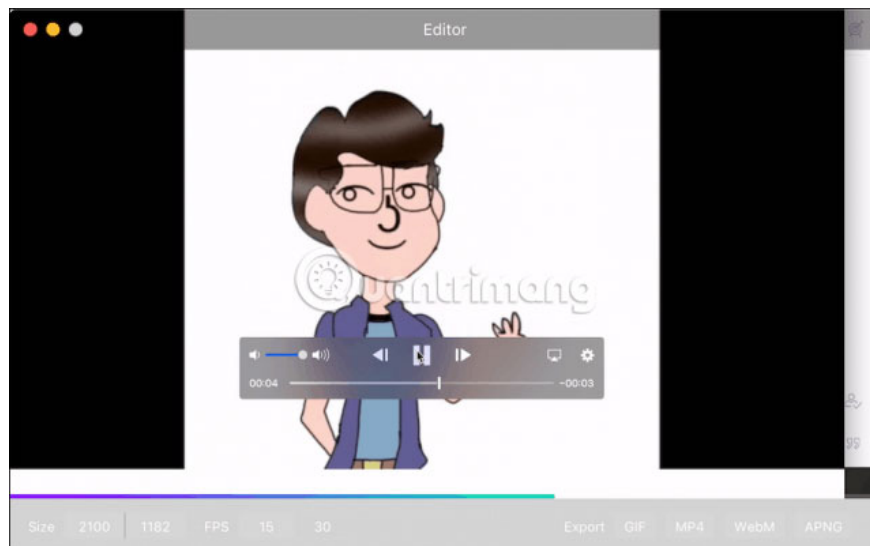 Editor
Quantrimang
00:04
-00:03
Size 2100 1182 FPS 15 30 Export GIF MP4 WebM APNG